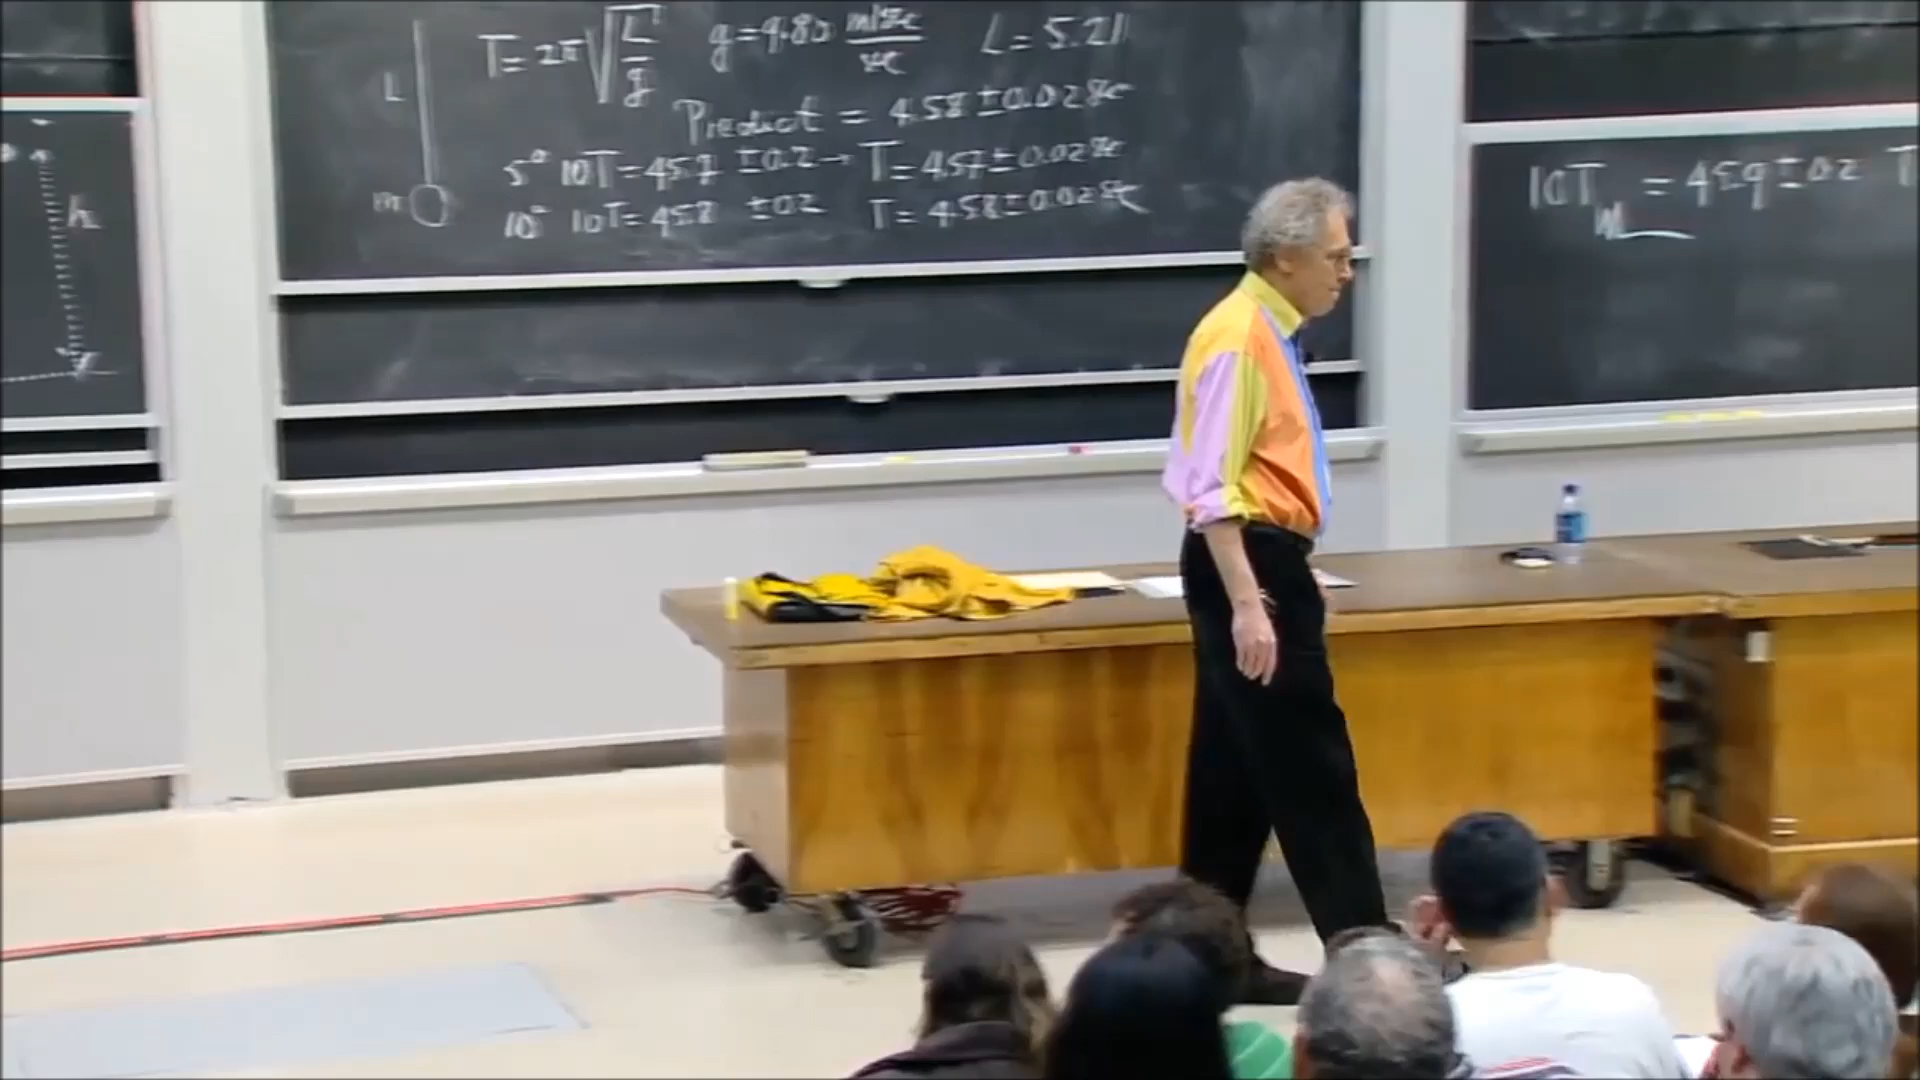 h
L
m
T = 2π√(L/g) g = 9.80 m/sec/sec L = 5.21
Predict = 4.58 ± 0.02 sec
5° 10T = 45.7 ± 0.2 → T = 4.57 ± 0.02 sec
10° 10T = 45.8 ± 0.2 T = 4.58 ± 0.02 sec
10T_M = 45.9 ± 0.2 T